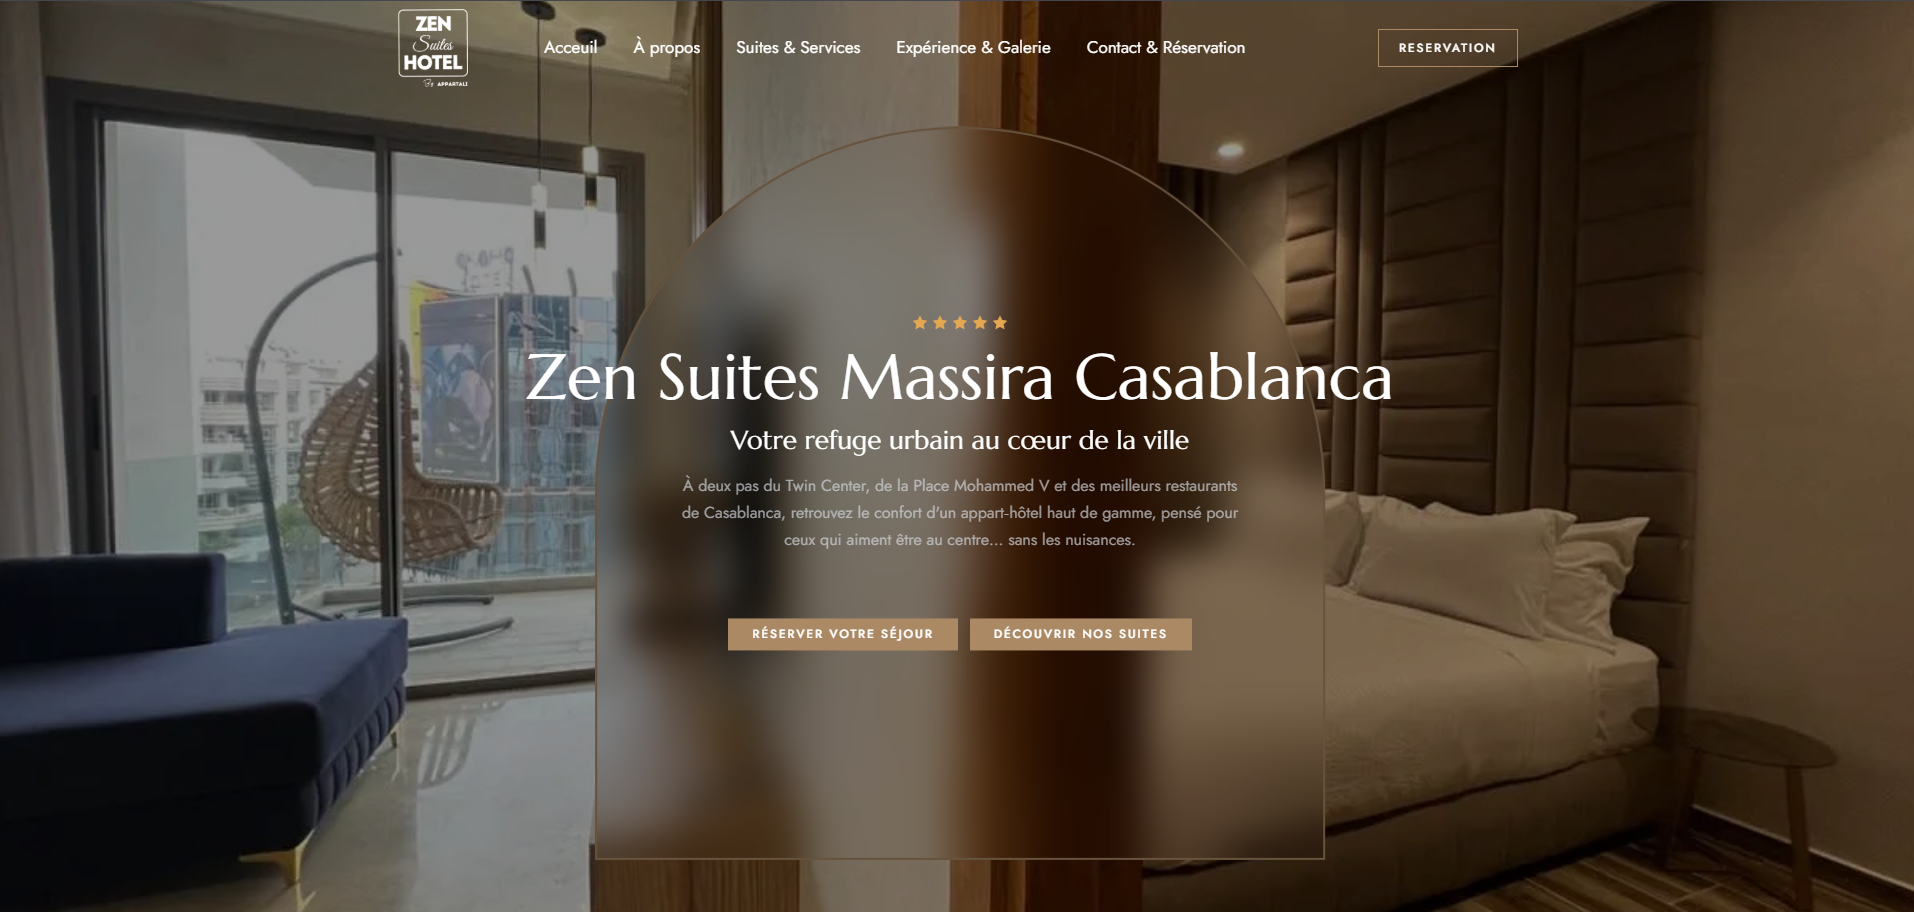 ZEN
Suites
HOTEL
By APPARTALI
Acceuil
À propos
Suites & Services
Expérience & Galerie
Contact & Réservation
RESERVATION
Zen Suites Massira Casablanca
Votre refuge urbain au cœur de la ville
À deux pas du Twin Center, de la Place Mohammed V et des meilleurs restaurants
de Casablanca, retrouvez le confort d'un appart-hôtel haut de gamme, pensé pour
ceux qui aiment être au centre... sans les nuisances.
RÉSERVER VOTRE SÉJOUR
DÉCOUVRIR NOS SUITES